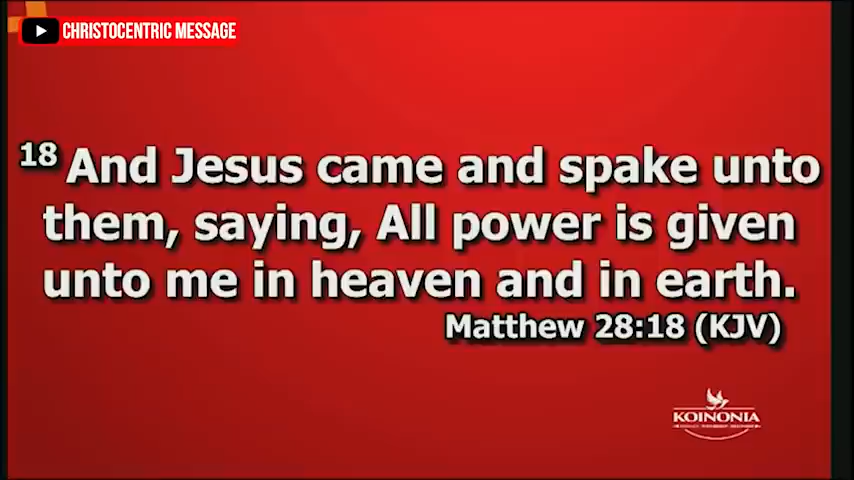 CHRISTOCENTRIC MESSAGE
18 And Jesus came and spake unto
them, saying, All power is given
unto me in heaven and in earth.
Matthew 28:18 (KJV)
KOINONIA